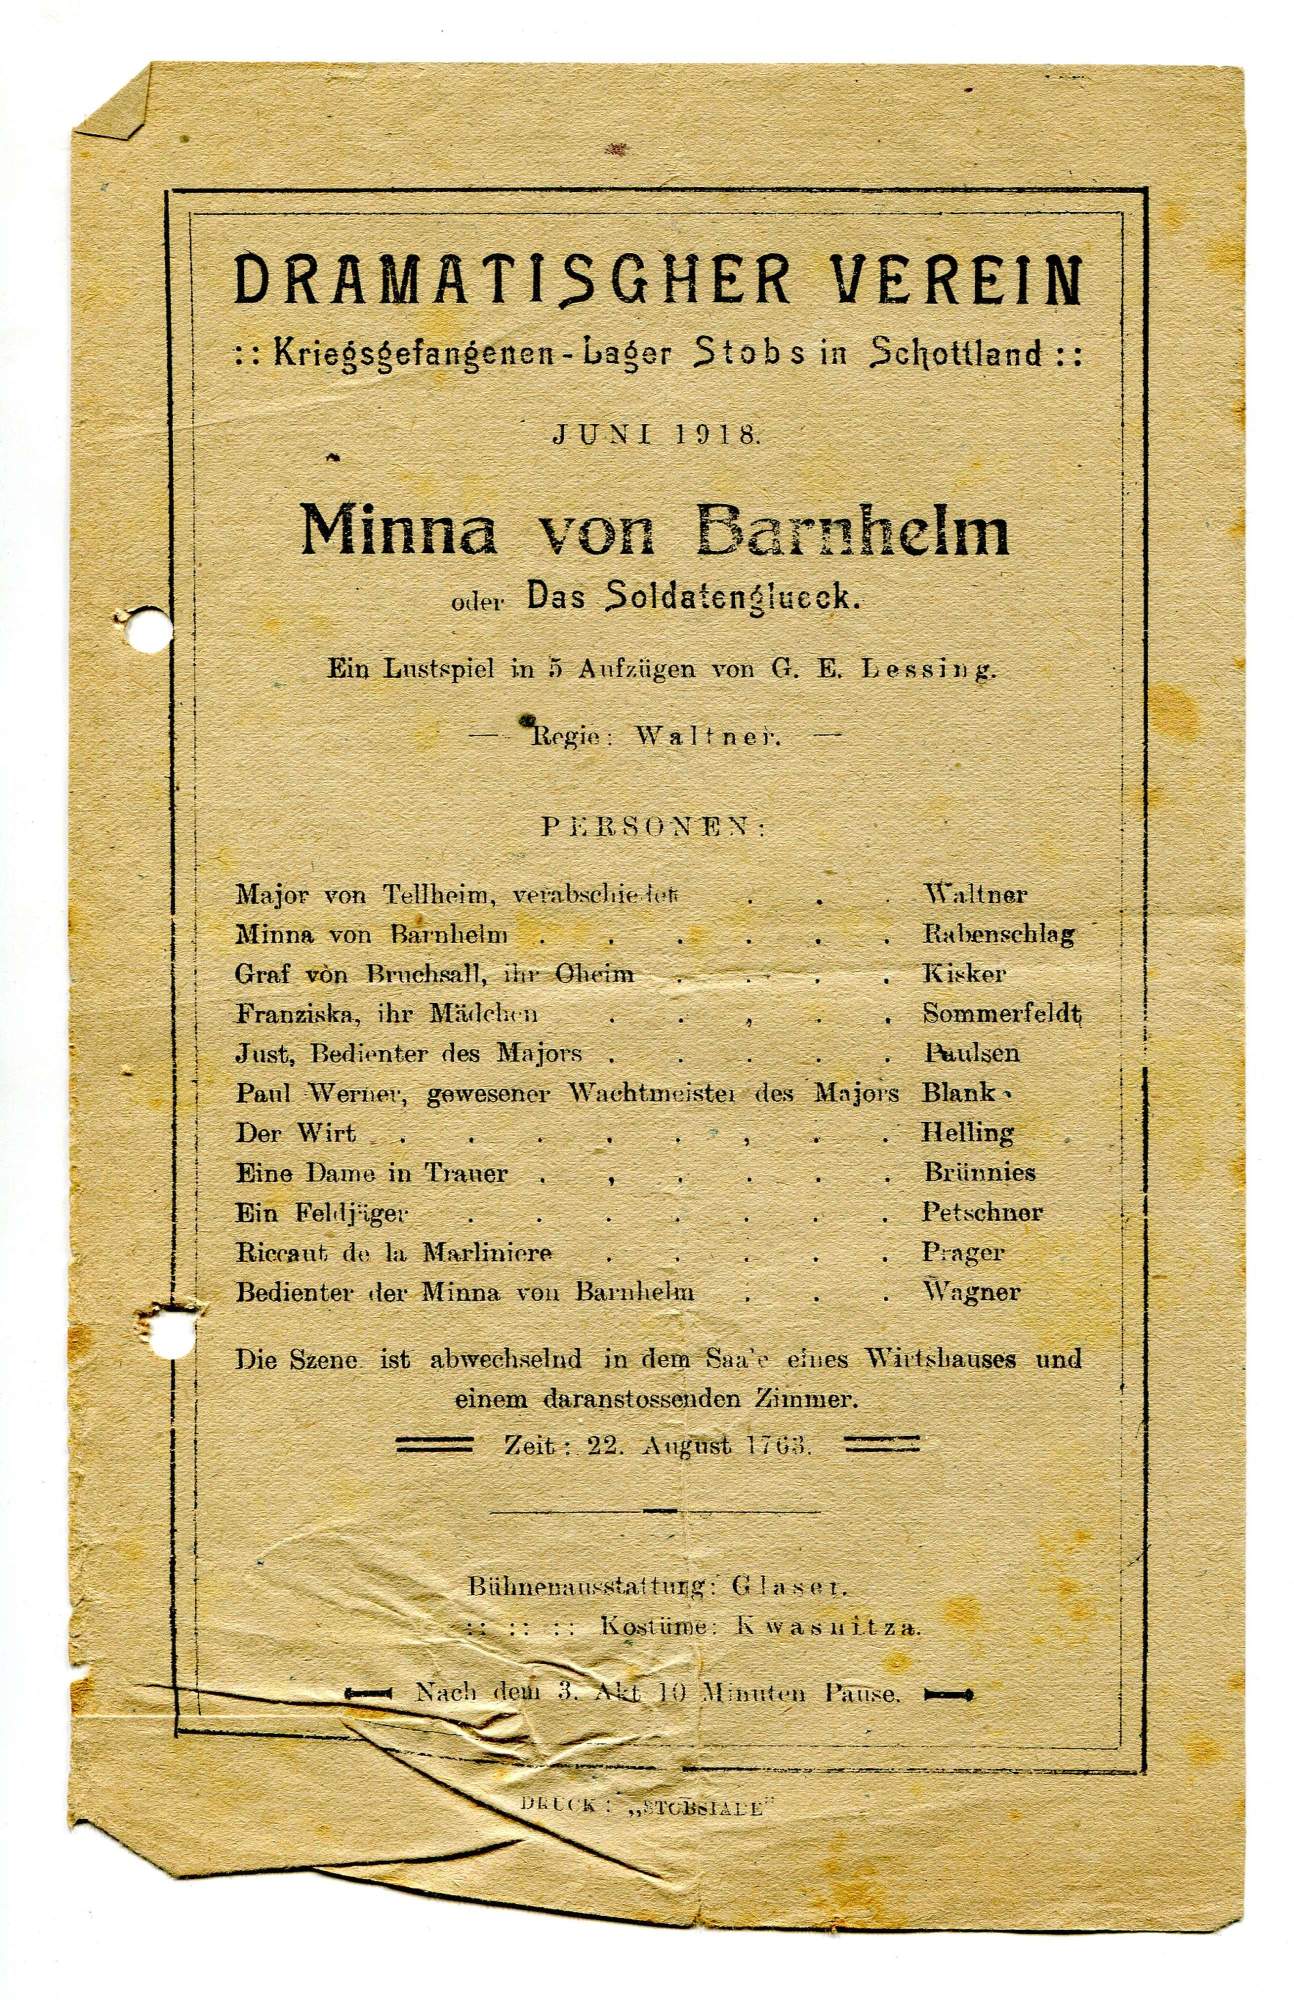 DRAMATISCHER VEREIN
:: Kriegsgefangenen-Lager Stobs in Schottland ::
JUNI 1918.
Minna von Barnhelm
oder Das Soldatenglueck.
Ein Lustspiel in 5 Aufzügen von G. E. Lessing.
— Regie: Waltner. —
PERSONEN:
Major von Tellheim, verabschiedet . . . Waltner
Minna von Barnhelm . . . . . . Rabenschlag
Graf von Bruchsall, ihr Oheim . . . . Kisker
Franziska, ihr Mädchen . . , . . Sommerfeldt
Just, Bedienter des Majors . . . . . Paulsen
Paul Werner, gewesener Wachtmeister des Majors Blank
Der Wirt . . . . . , . . Helling
Eine Dame in Trauer . , . . . . Brünnies
Ein Feldjäger . . . . . . . Petschner
Riccaut de la Marliniere . . . . . Prager
Bedienter der Minna von Barnhelm . . . Wagner
Die Szene ist abwechselnd in dem Saale eines Wirtshauses und
einem daranstossenden Zimmer.
Zeit: 22. August 1763.
Bühnenausstattung: Glaser.
:: :: :: Kostüme: Kwasnitza.
Nach dem 3. Akt 10 Minuten Pause.
DRUCK: „STOBSIADE"